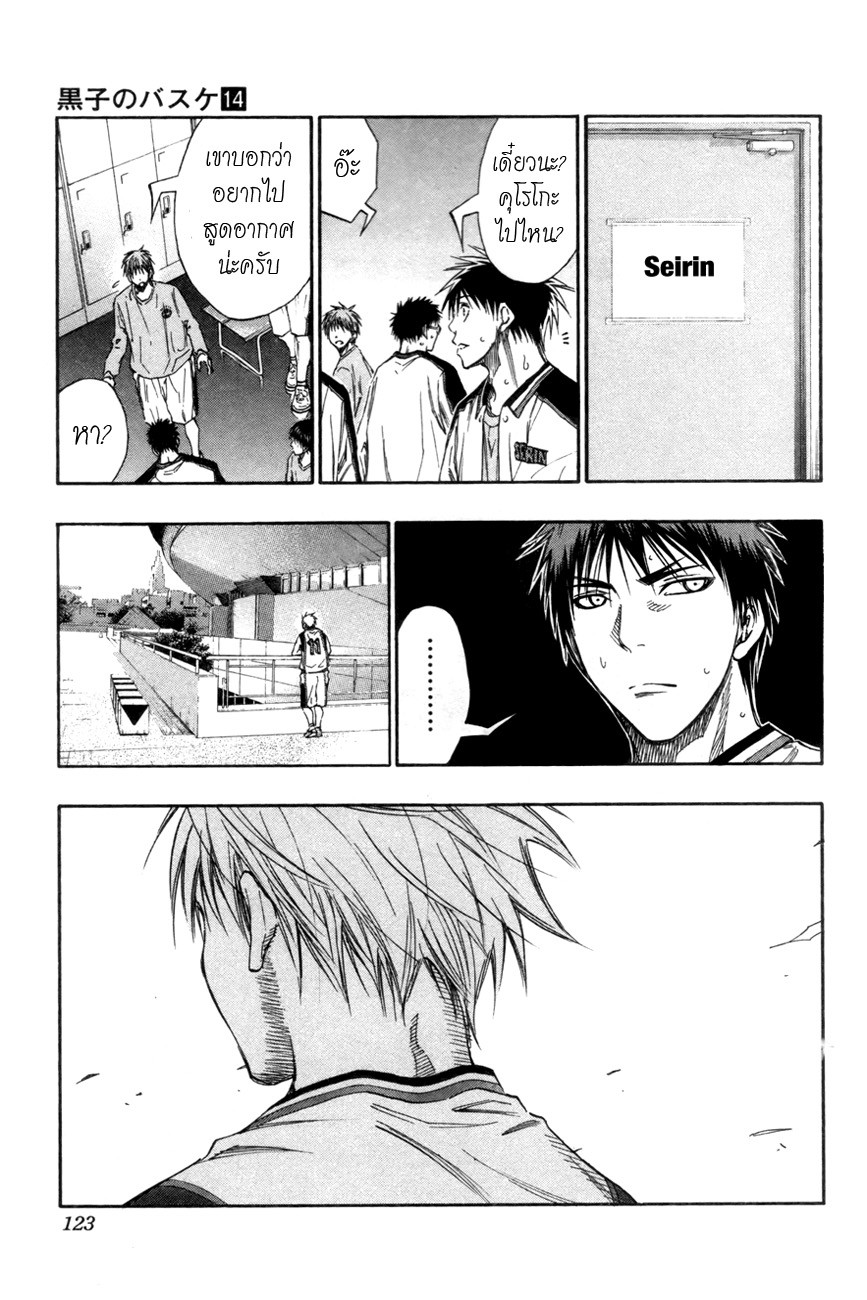 黒子のバスケ14
Seirin
เดี๋ยวนะ?
คุโรโกะ
ไปไหน?
อ๊ะ
เขาบอกว่า
อยากไป
สูดอากาศ
น่ะครับ
หา?
SEIRIN
………
11
123